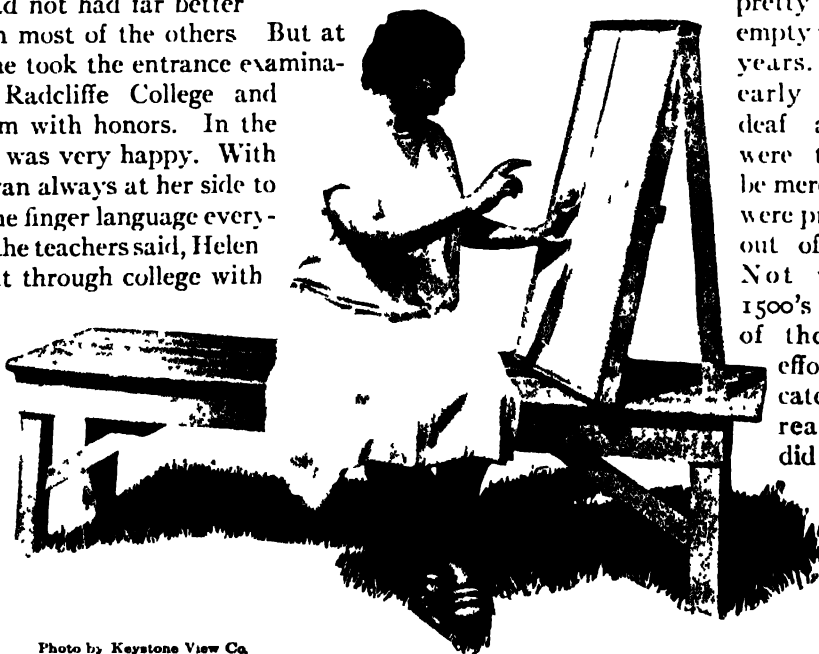 d not had far better
most of the others But at
he took the entrance examina-
Radcliffe College and
m with honors. In the
was very happy. With
van always at her side to
he finger language every-
the teachers said, Helen
t through college with
Photo by Keystone View Co.
pretty
empty
years.
early
deaf a
were t
be mere
were pr
out of
Not
1500's
of the
effo
cate
rea
did